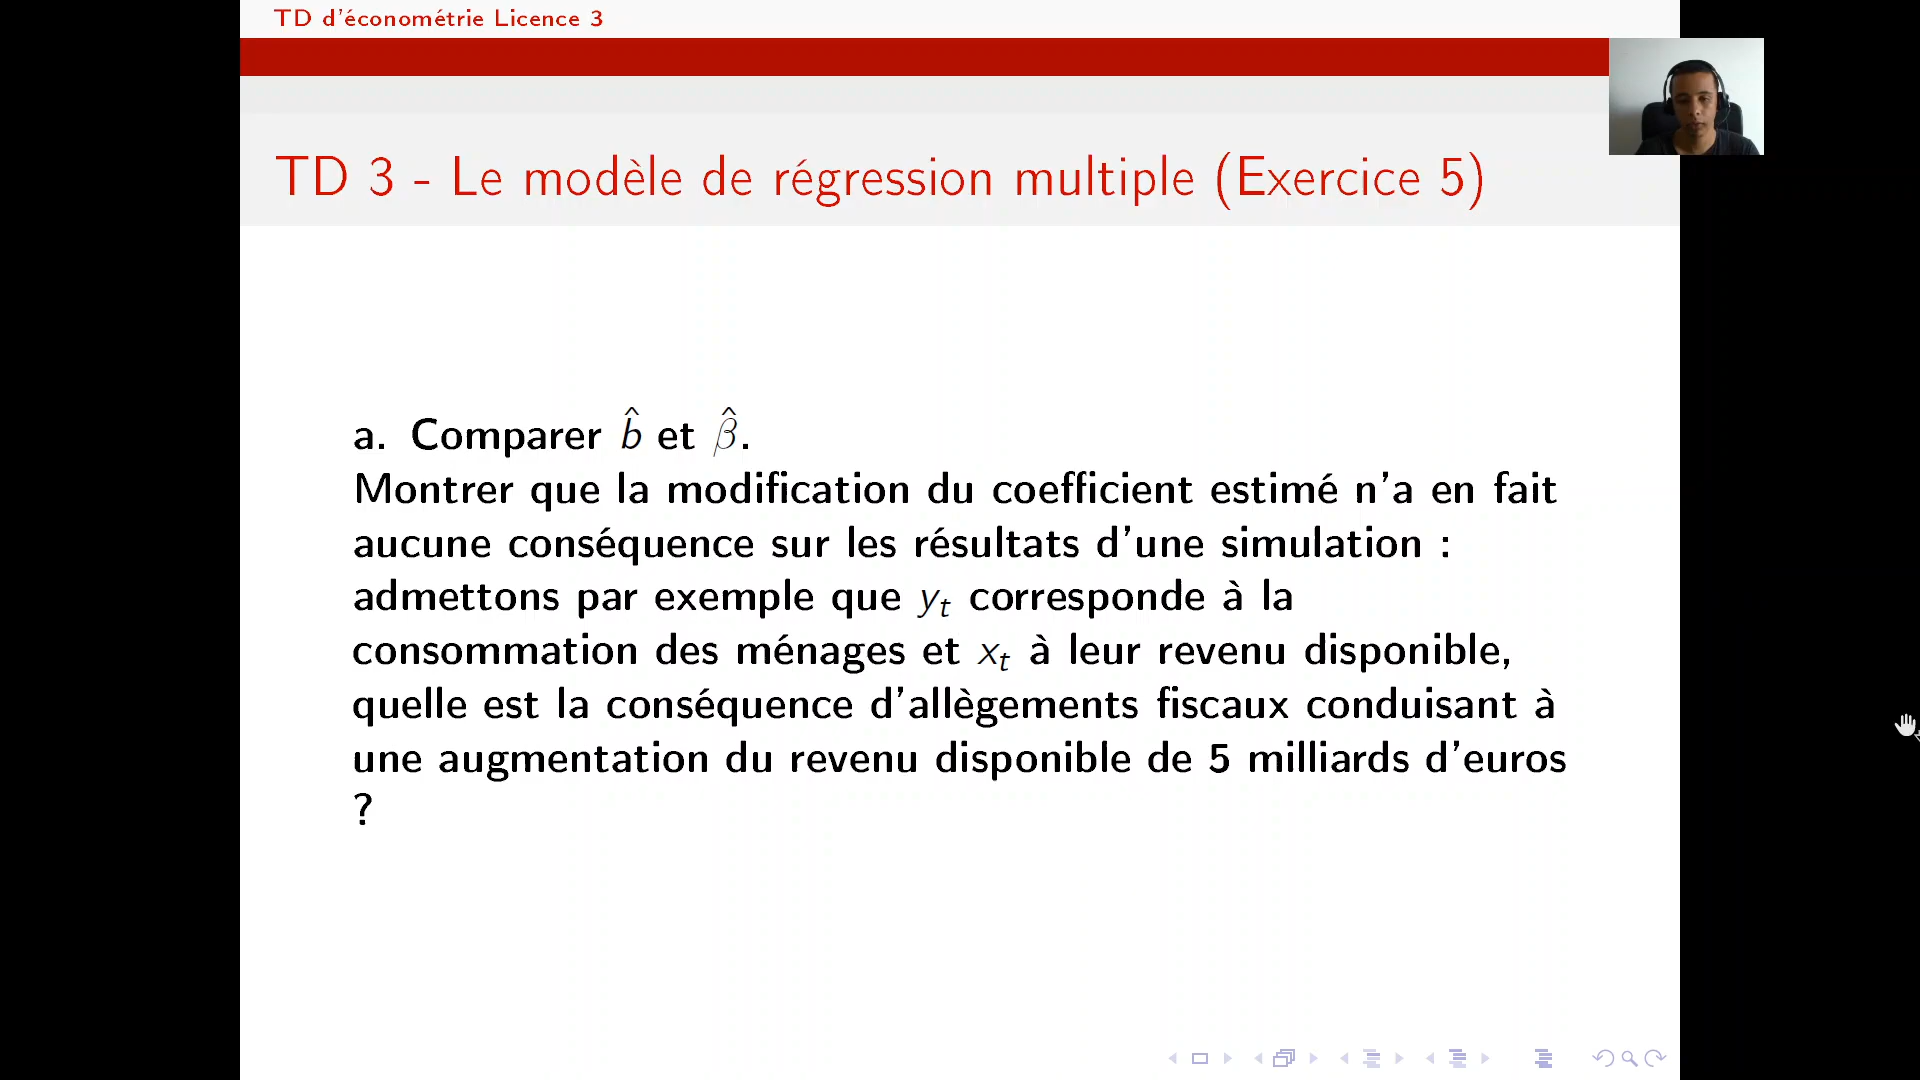 TD d'économétrie Licence 3
TD 3 - Le modèle de régression multiple (Exercice 5)
a. Comparer b̂ et β̂.
Montrer que la modification du coefficient estimé n'a en fait
aucune conséquence sur les résultats d'une simulation :
admettons par exemple que yₜ corresponde à la
consommation des ménages et xₜ à leur revenu disponible,
quelle est la conséquence d'allègements fiscaux conduisant à
une augmentation du revenu disponible de 5 milliards d'euros
?